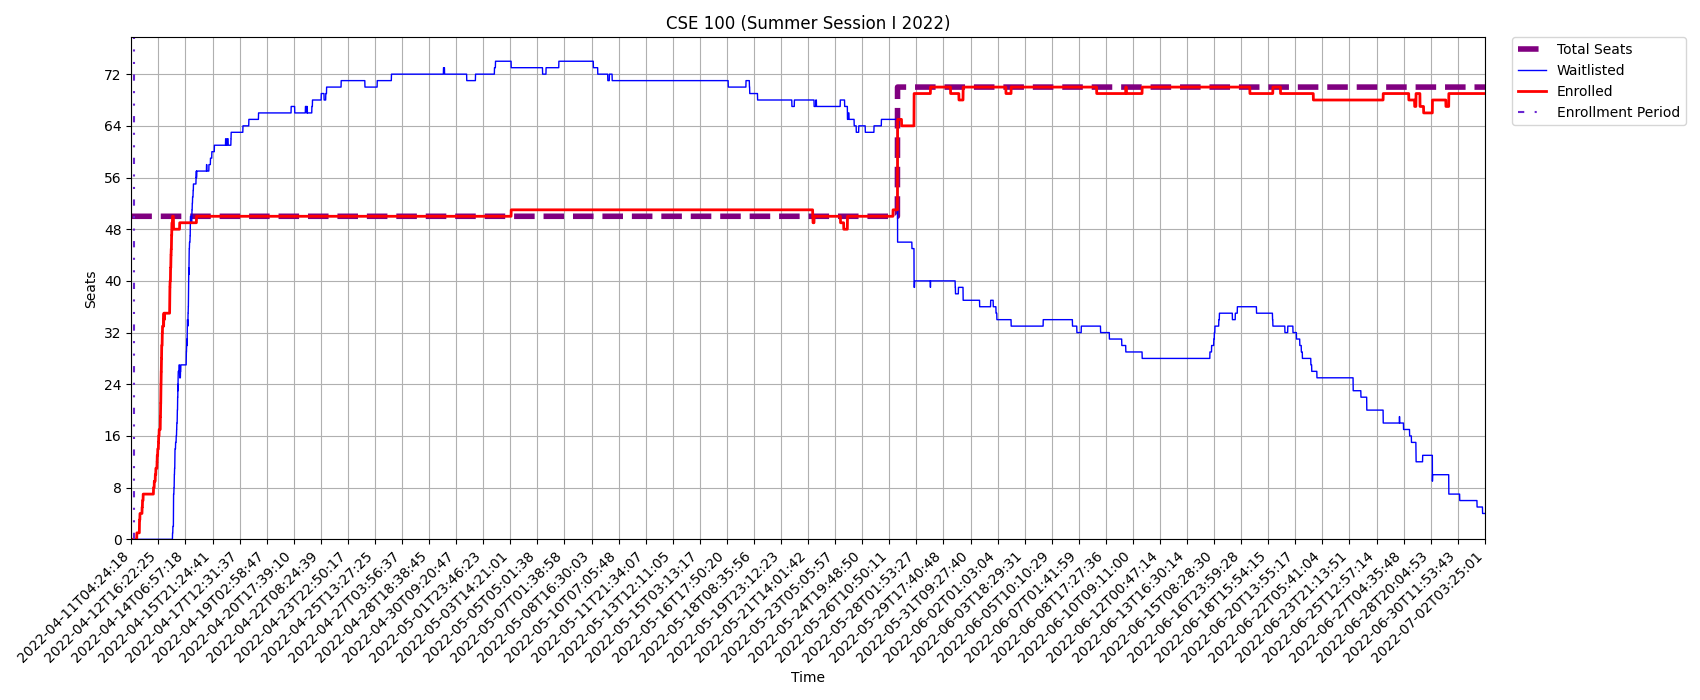 CSE 100 (Summer Session I 2022)
Total Seats
Waitlisted
Enrolled
Enrollment Period
Seats
72
64
56
48
40
32
24
16
8
0
2022-04-11T04:24:18
2022-04-12T16:22:25
2022-04-14T06:57:18
2022-04-15T21:24:41
2022-04-17T12:31:37
2022-04-19T02:58:47
2022-04-20T17:39:10
2022-04-22T08:24:39
2022-04-23T22:50:17
2022-04-25T13:27:25
2022-04-27T03:56:37
2022-04-28T18:38:45
2022-04-30T09:20:47
2022-05-01T23:46:23
2022-05-03T14:21:01
2022-05-05T05:01:38
2022-05-07T01:38:58
2022-05-08T16:30:03
2022-05-10T07:05:48
2022-05-11T21:34:07
2022-05-13T12:11:05
2022-05-15T03:13:17
2022-05-16T17:50:20
2022-05-18T08:35:56
2022-05-19T23:12:23
2022-05-21T14:01:42
2022-05-23T05:05:57
2022-05-24T19:48:50
2022-05-26T10:50:11
2022-05-28T01:53:27
2022-05-29T17:40:48
2022-05-31T09:27:40
2022-06-02T01:03:04
2022-06-03T18:29:31
2022-06-05T10:10:29
2022-06-07T01:41:59
2022-06-08T17:27:36
2022-06-10T09:11:00
2022-06-12T00:47:14
2022-06-13T16:30:14
2022-06-15T08:28:30
2022-06-16T23:59:28
2022-06-18T15:54:15
2022-06-20T13:55:17
2022-06-22T05:41:04
2022-06-23T21:13:51
2022-06-25T12:57:14
2022-06-27T04:35:48
2022-06-28T20:04:53
2022-06-30T11:53:43
2022-07-02T03:25:01
Time